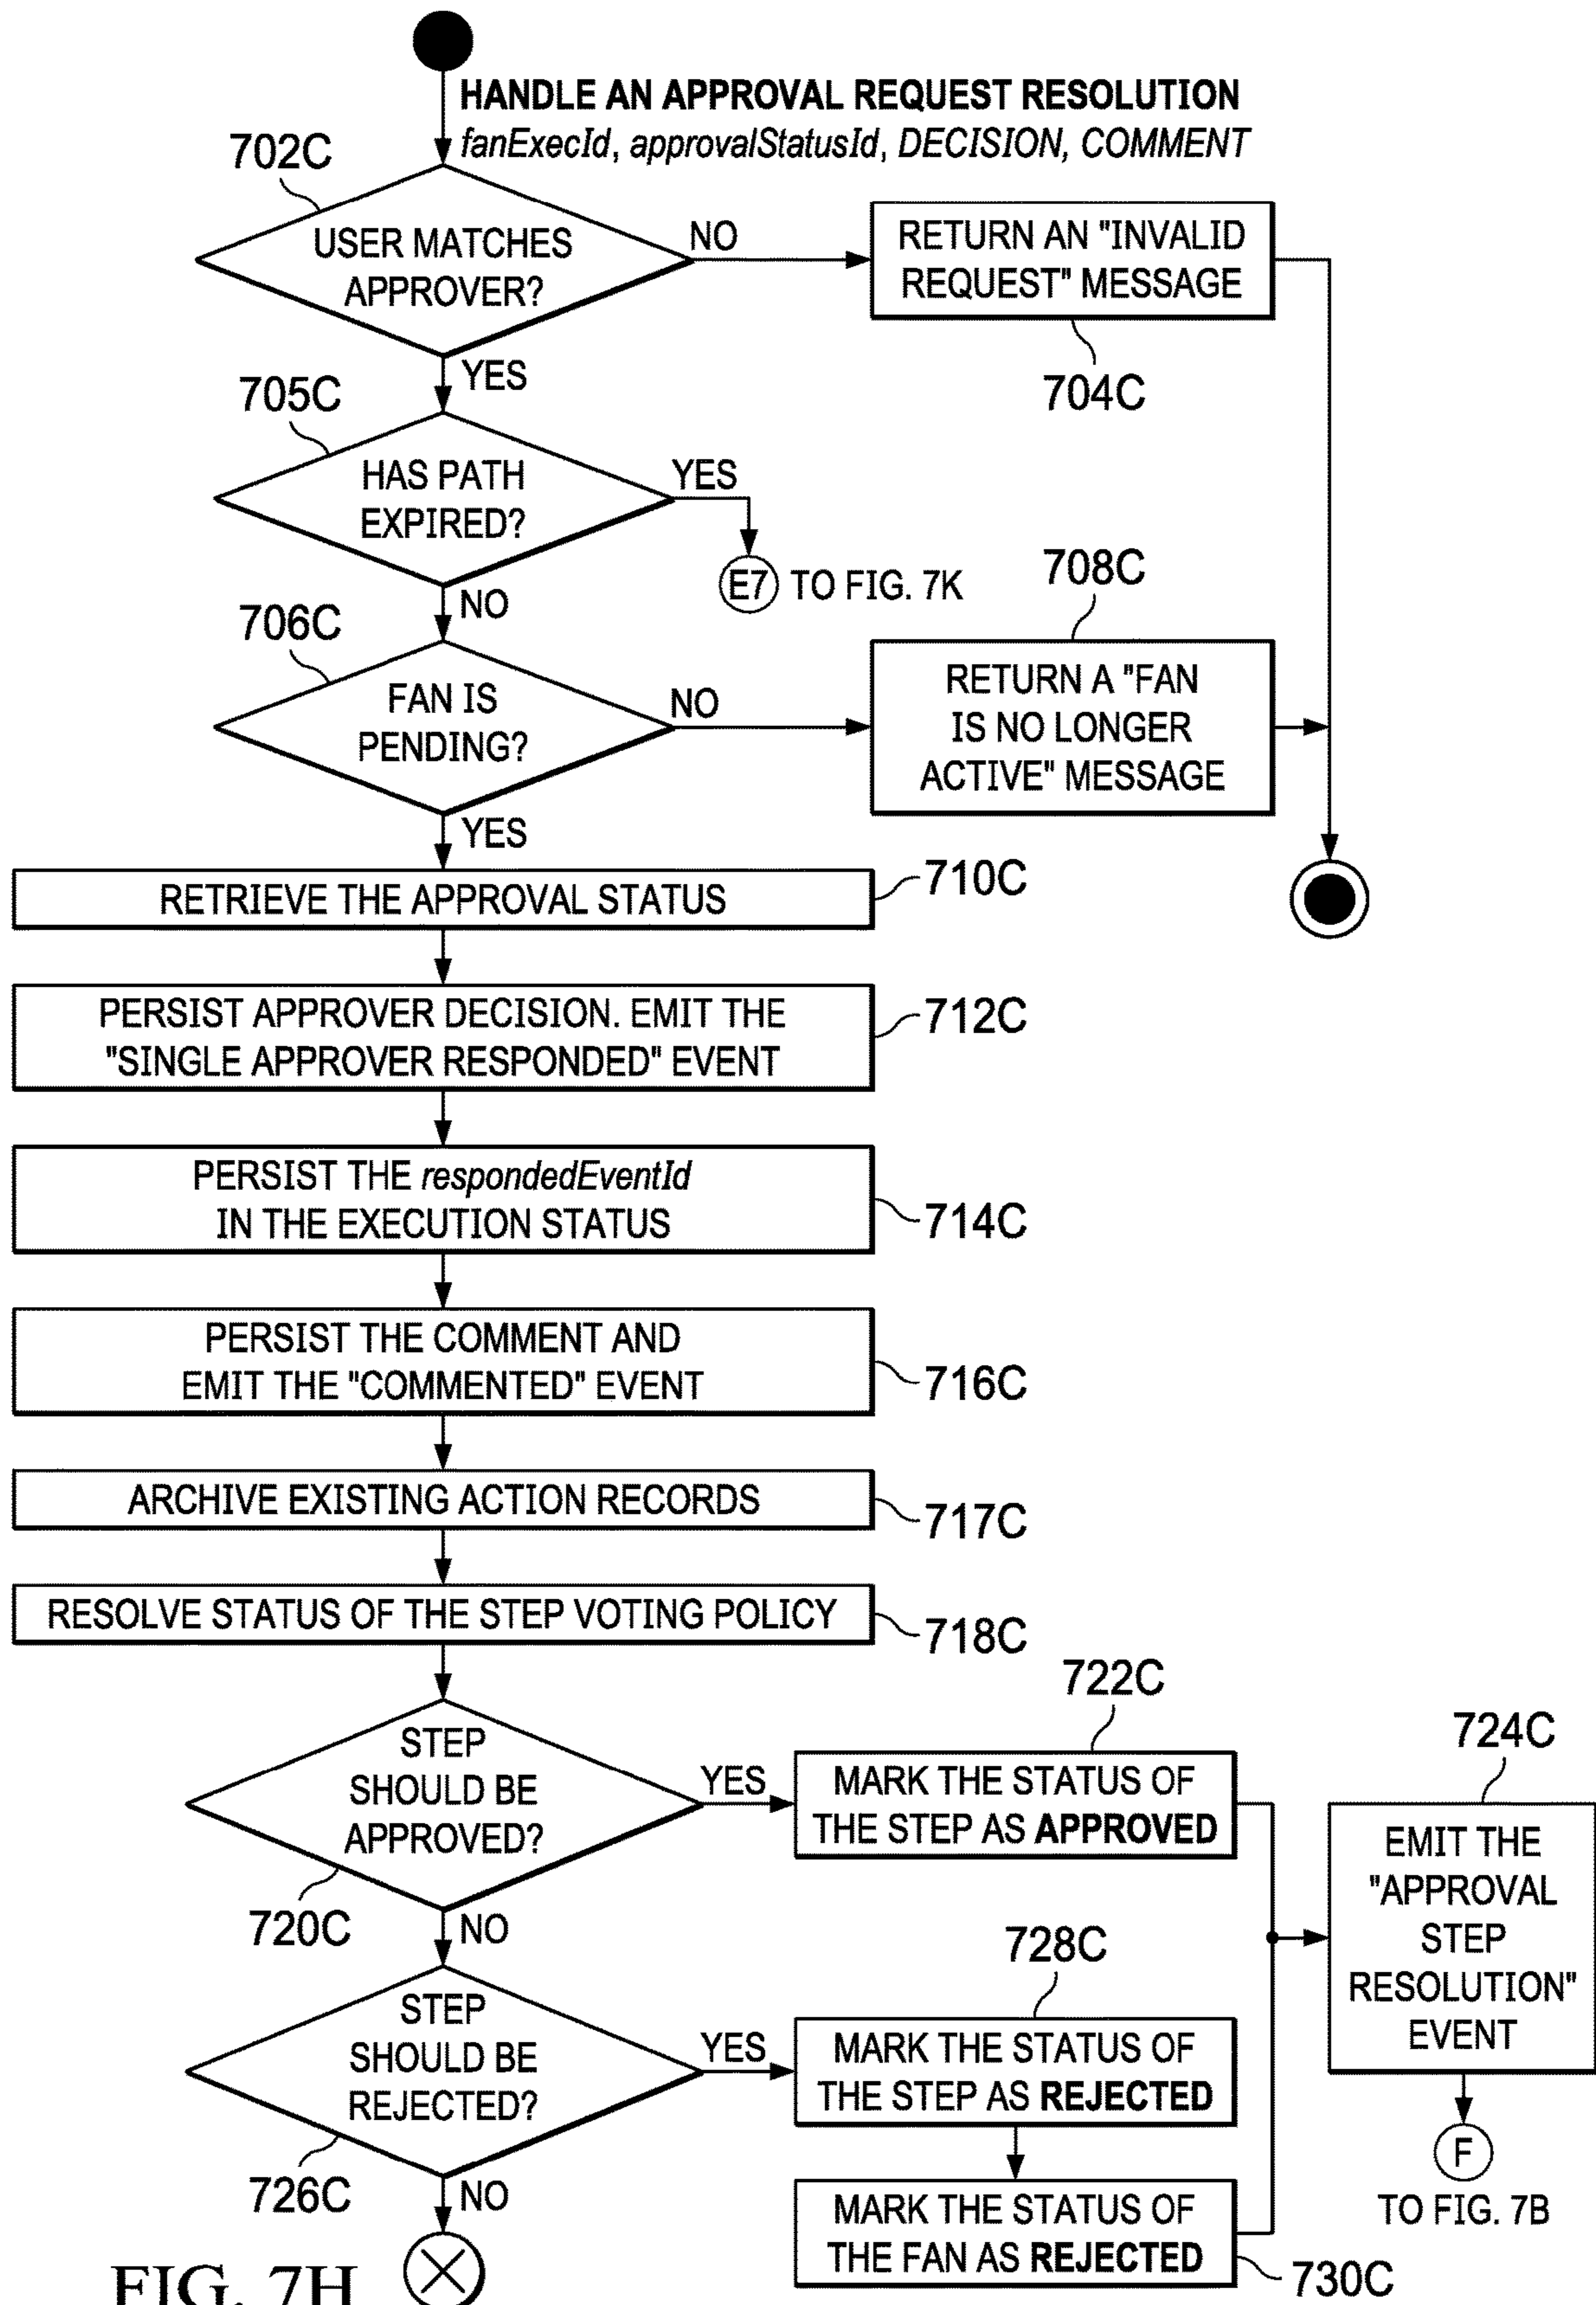 HANDLE AN APPROVAL REQUEST RESOLUTION
fanExecId, approvalStatusId, DECISION, COMMENT
702C
USER MATCHES
APPROVER?
NO
RETURN AN "INVALID
REQUEST" MESSAGE
704C
YES
705C
HAS PATH
EXPIRED?
YES
E7 TO FIG. 7K
NO
706C
FAN IS
PENDING?
NO
708C
RETURN A "FAN
IS NO LONGER
ACTIVE" MESSAGE
YES
RETRIEVE THE APPROVAL STATUS
710C
PERSIST APPROVER DECISION. EMIT THE
"SINGLE APPROVER RESPONDED" EVENT
712C
PERSIST THE respondedEventId
IN THE EXECUTION STATUS
714C
PERSIST THE COMMENT AND
EMIT THE "COMMENTED" EVENT
716C
ARCHIVE EXISTING ACTION RECORDS
717C
RESOLVE STATUS OF THE STEP VOTING POLICY
718C
STEP
SHOULD BE
APPROVED?
720C
YES
722C
MARK THE STATUS OF
THE STEP AS APPROVED
724C
EMIT THE
"APPROVAL
STEP
RESOLUTION"
EVENT
F
TO FIG. 7B
NO
STEP
SHOULD BE
REJECTED?
726C
YES
728C
MARK THE STATUS OF
THE STEP AS REJECTED
MARK THE STATUS OF
THE FAN AS REJECTED
730C
NO
FIG. 7H